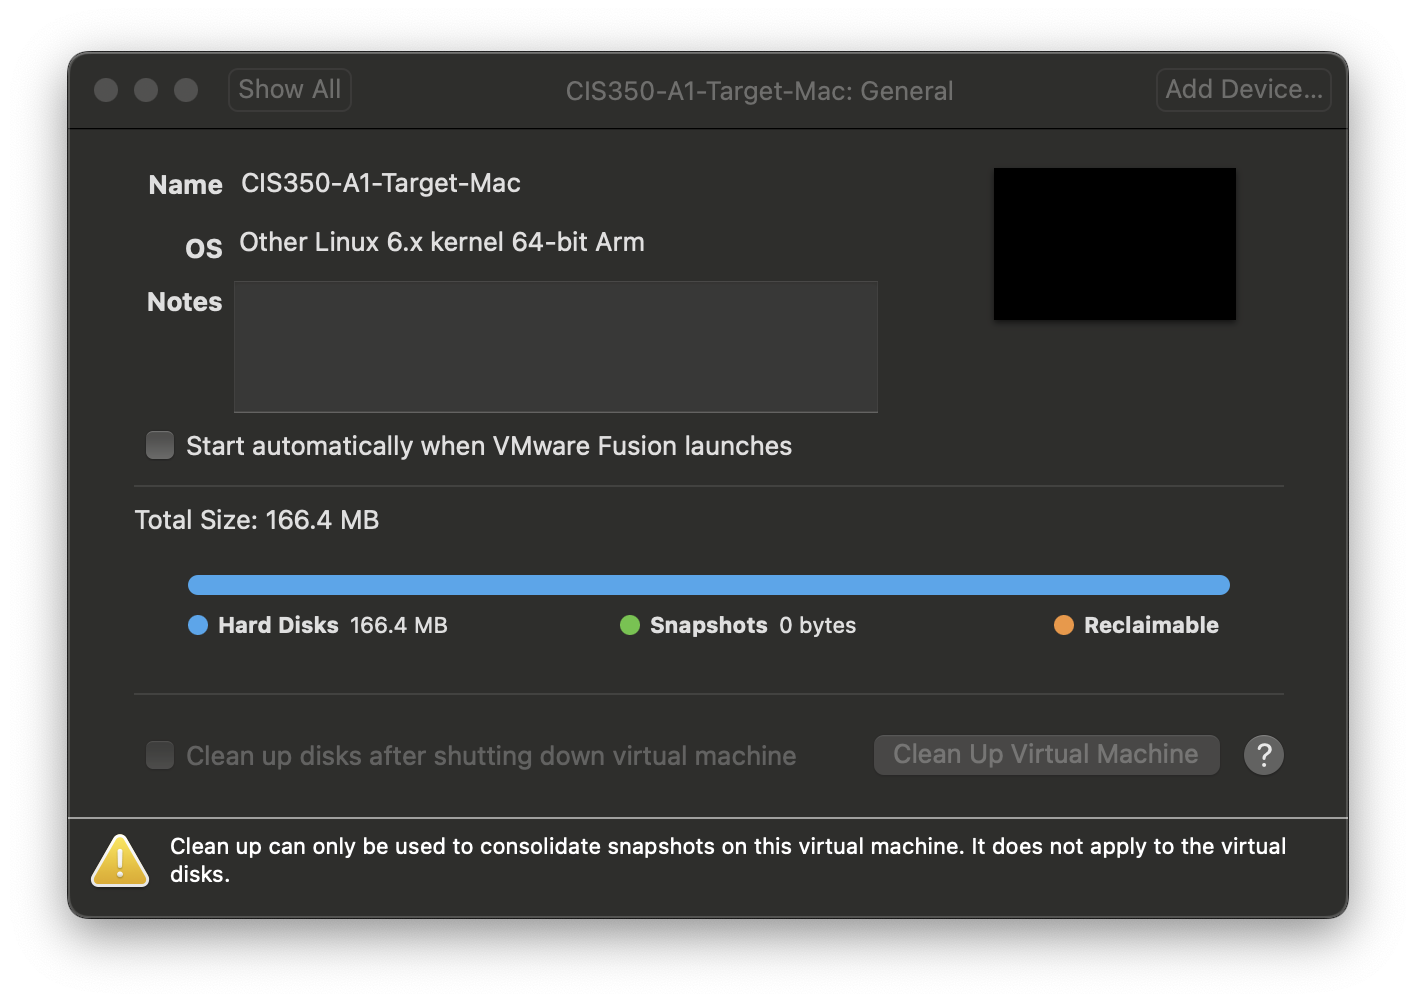 Show All
CIS350-A1-Target-Mac: General
Add Device...
Name CIS350-A1-Target-Mac
OS Other Linux 6.x kernel 64-bit Arm
Notes
Start automatically when VMware Fusion launches
Total Size: 166.4 MB
Hard Disks 166.4 MB
Snapshots 0 bytes
Reclaimable
Clean up disks after shutting down virtual machine
Clean Up Virtual Machine
?
Clean up can only be used to consolidate snapshots on this virtual machine. It does not apply to the virtual
disks.